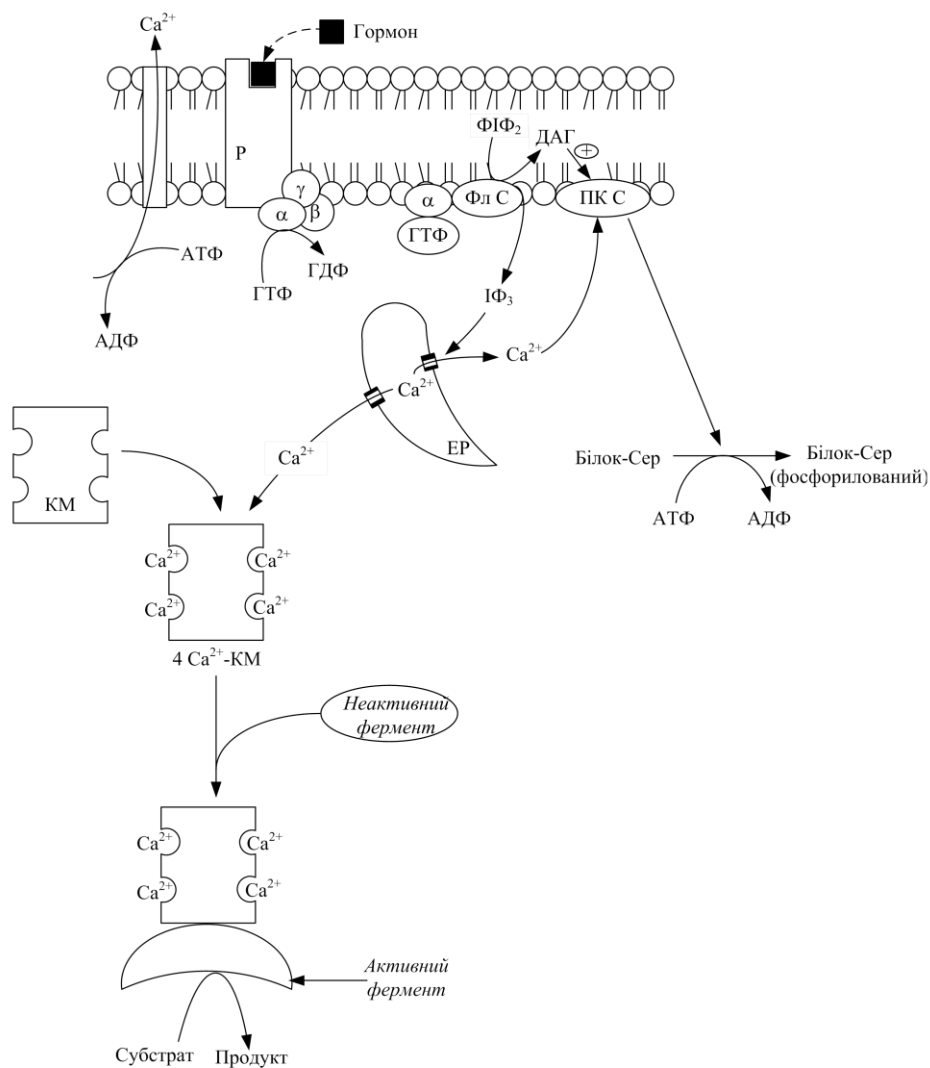 Ca²⁺
Гормон
Р
ФІФ₂
ДАГ
+
γ
α
β
α
Фл С
ПК С
ГТФ
АТФ
ГДФ
ГТФ
АДФ
ІФ₃
Ca²⁺
Ca²⁺
ЕР
Ca²⁺
КМ
Білок-Сер
Білок-Сер
(фосфорилований)
АТФ
АДФ
Ca²⁺
Ca²⁺
Ca²⁺
Ca²⁺
4 Ca²⁺-КМ
Неактивний
фермент
Ca²⁺
Ca²⁺
Ca²⁺
Ca²⁺
Активний
фермент
Субстрат
Продукт